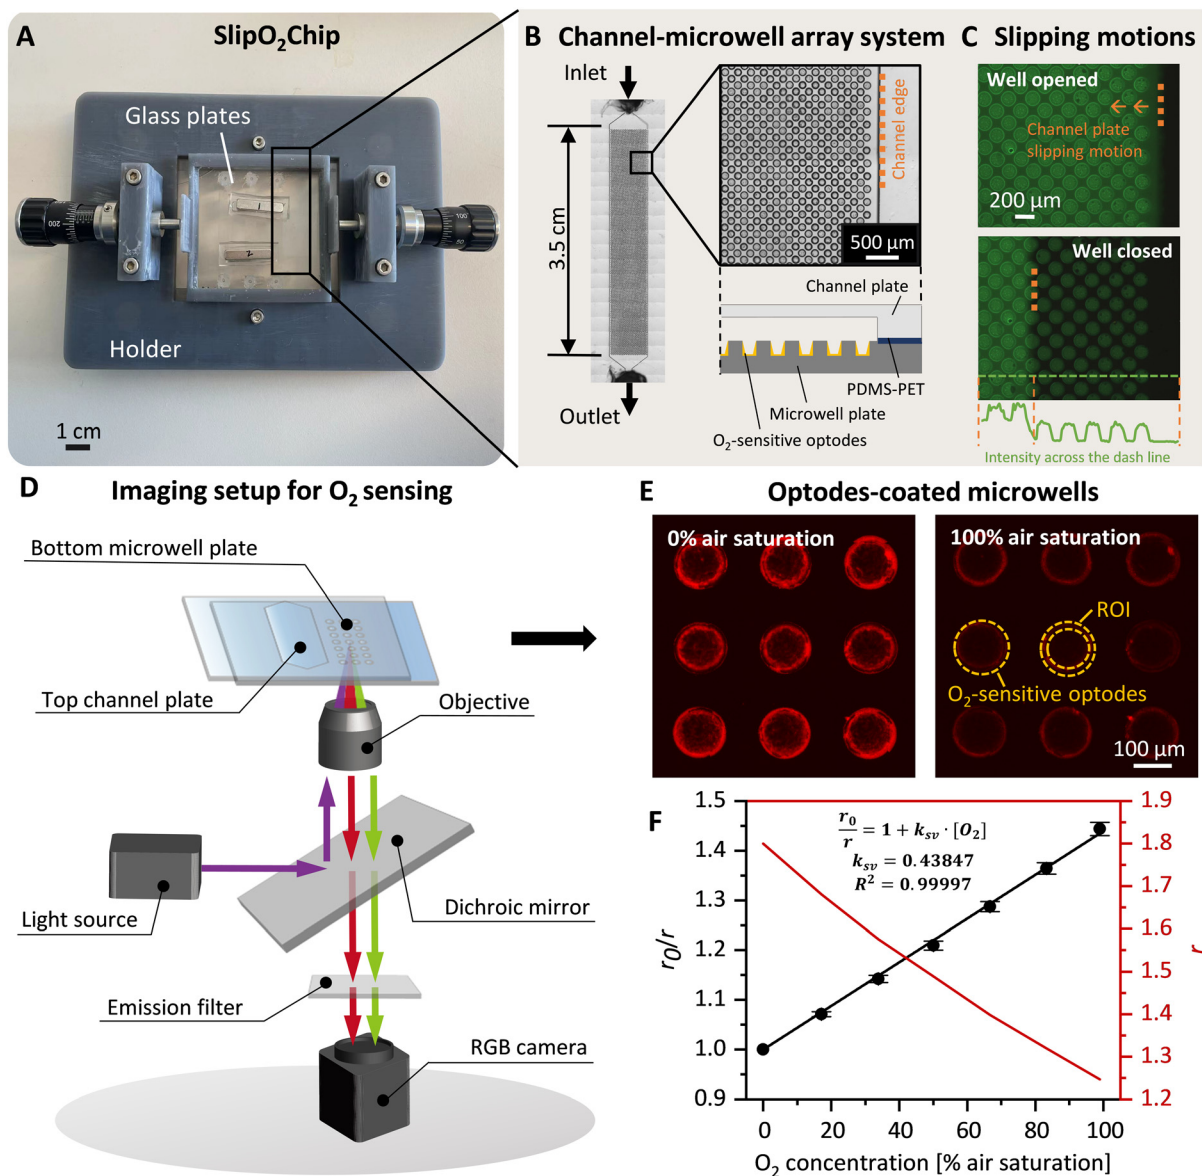 A
SlipO₂Chip
Glass plates
1
2
200
100
50
Holder
1 cm
B Channel-microwell array system
Inlet
3.5 cm
Outlet
Channel edge
500 µm
Channel plate
PDMS-PET
Microwell plate
O₂-sensitive optodes
C Slipping motions
Well opened
Channel plate
slipping motion
200 µm
Well closed
Intensity across the dash line
D Imaging setup for O₂ sensing
Bottom microwell plate
Top channel plate
Objective
Light source
Dichroic mirror
Emission filter
RGB camera
E Optodes-coated microwells
0% air saturation
100% air saturation
ROI
O₂-sensitive optodes
100 µm
F
r₀/r = 1 + kₛᵥ · [O₂]
kₛᵥ = 0.43847
R² = 0.99997
1.5
1.4
1.3
1.2
1.1
1.0
0.9
r₀/r
1.9
1.8
1.7
1.6
1.5
1.4
1.3
1.2
r
0 20 40 60 80 100
O₂ concentration [% air saturation]